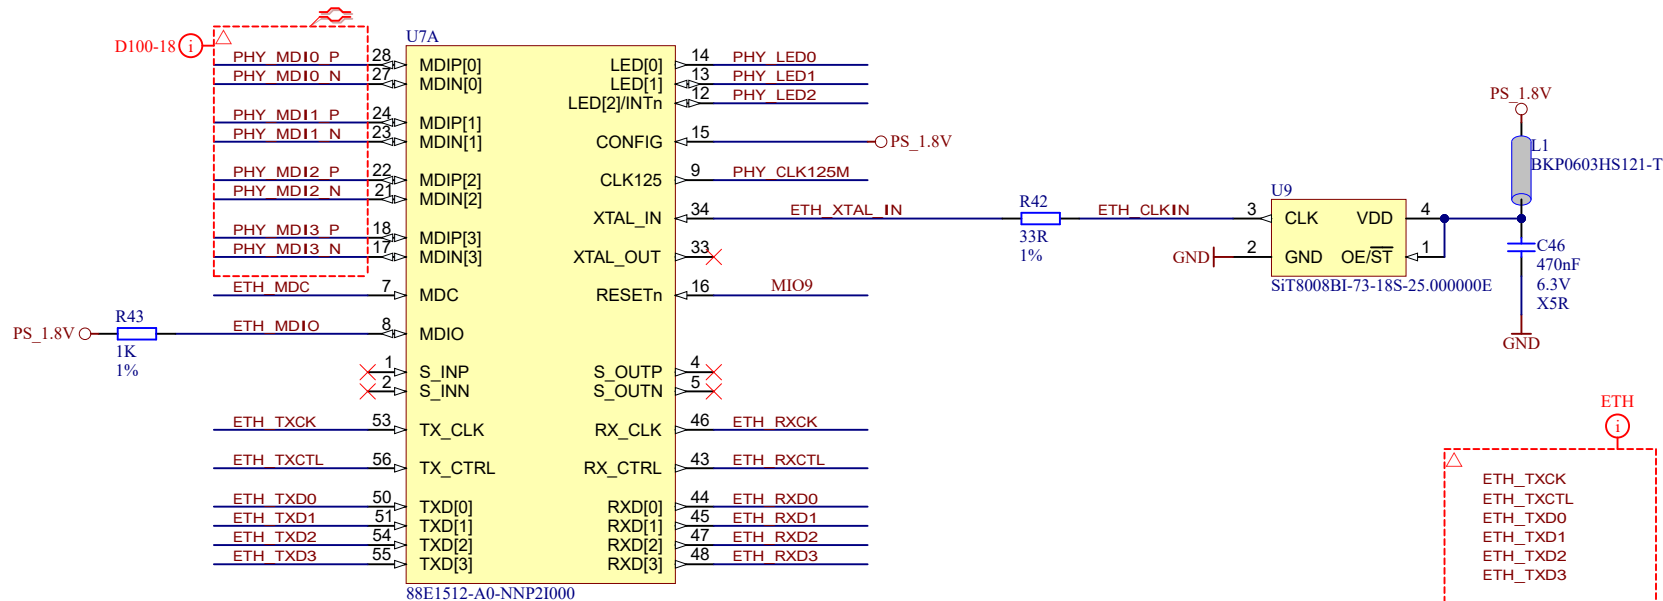 D100-18
i
PHY_MDI0_P
PHY_MDI0_N
PHY_MDI1_P
PHY_MDI1_N
PHY_MDI2_P
PHY_MDI2_N
PHY_MDI3_P
PHY_MDI3_N
ETH_MDC
PS_1.8V
R43
1K
1%
ETH_MDIO
ETH_TXCK
ETH_TXCTL
ETH_TXD0
ETH_TXD1
ETH_TXD2
ETH_TXD3
28
27
24
23
22
21
18
17
7
8
1
2
53
56
50
51
54
55
U7A
MDIP[0]
MDIN[0]
MDIP[1]
MDIN[1]
MDIP[2]
MDIN[2]
MDIP[3]
MDIN[3]
MDC
MDIO
S_INP
S_INN
TX_CLK
TX_CTRL
TXD[0]
TXD[1]
TXD[2]
TXD[3]
LED[0]
LED[1]
LED[2]/INTn
CONFIG
CLK125
XTAL_IN
XTAL_OUT
RESETn
S_OUTP
S_OUTN
RX_CLK
RX_CTRL
RXD[0]
RXD[1]
RXD[2]
RXD[3]
88E1512-A0-NNP2I000
14
13
12
15
9
34
33
16
4
5
46
43
44
45
47
48
PHY_LED0
PHY_LED1
PHY_LED2
PS_1.8V
PHY_CLK125M
ETH_XTAL_IN
MIO9
ETH_RXCK
ETH_RXCTL
ETH_RXD0
ETH_RXD1
ETH_RXD2
ETH_RXD3
R42
33R
1%
ETH_CLKIN
GND
U9
3
2
CLK
GND
VDD
OE/ST
4
1
SiT8008BI-73-18S-25.000000E
PS_1.8V
L1
BKP0603HS121-T
C46
470nF
6.3V
X5R
GND
ETH
i
ETH_TXCK
ETH_TXCTL
ETH_TXD0
ETH_TXD1
ETH_TXD2
ETH_TXD3